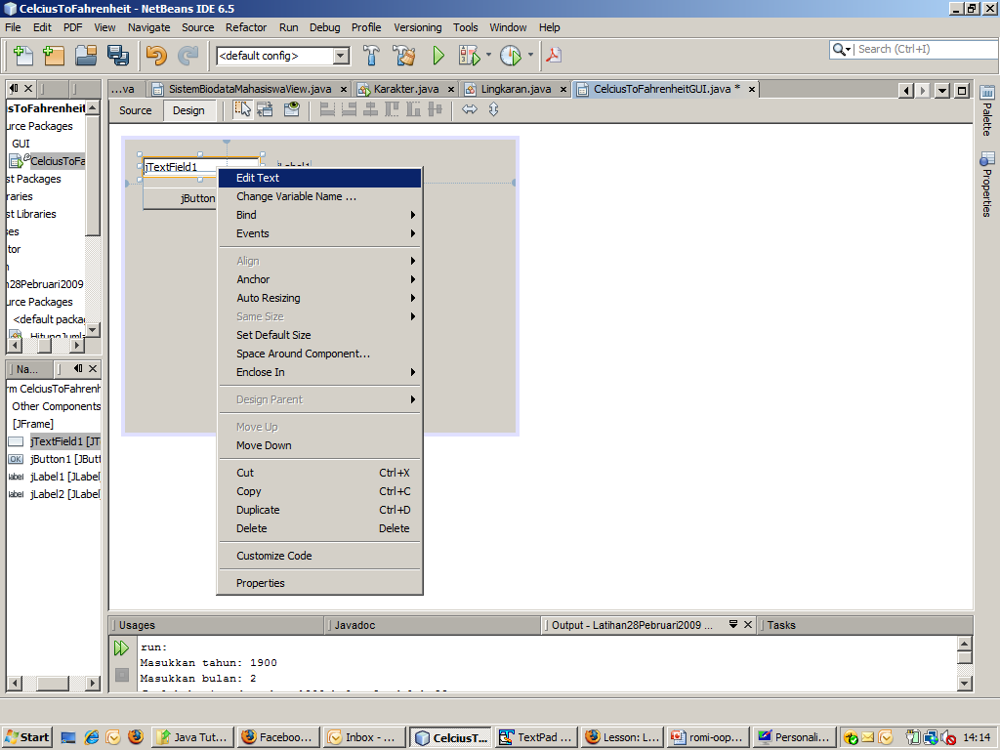 CelciusToFahrenheit - NetBeans IDE 6.5
File Edit PDF View Navigate Source Refactor Run Debug Profile Versioning Tools Window Help
<default config>
Search (Ctrl+I)
...va SistemBiodataMahasiswaView.java Karakter.java Lingkaran.java CelciusToFahrenheitGUI.java *
Source Design
sToFahrenheit
urce Packages
GUI
CelciusToFa
st Packages
raries
st Libraries
ses
tor
n
n28Pebruari2009
urce Packages
<default packag
HitungJumla
Na...
rm CelciusToFahrenh
Other Components
[JFrame]
jTextField1 [JT
OK jButton1 [JButt
label jLabel1 [JLabel
label jLabel2 [JLabel
jTextField1
jLabel1
jButton
Edit Text
Change Variable Name ...
Bind
Events
Align
Anchor
Auto Resizing
Same Size
Set Default Size
Space Around Component...
Enclose In
Design Parent
Move Up
Move Down
Cut Ctrl+X
Copy Ctrl+C
Duplicate Ctrl+D
Delete Delete
Customize Code
Properties
Palette
Properties
Usages Javadoc Output - Latihan28Pebruari2009 ... Tasks
run:
Masukkan tahun: 1900
Masukkan bulan: 2
Start Java Tut... Faceboo... Inbox - ... CelciusT... TextPad ... Lesson: L... romi-oop... Personali... 14:14